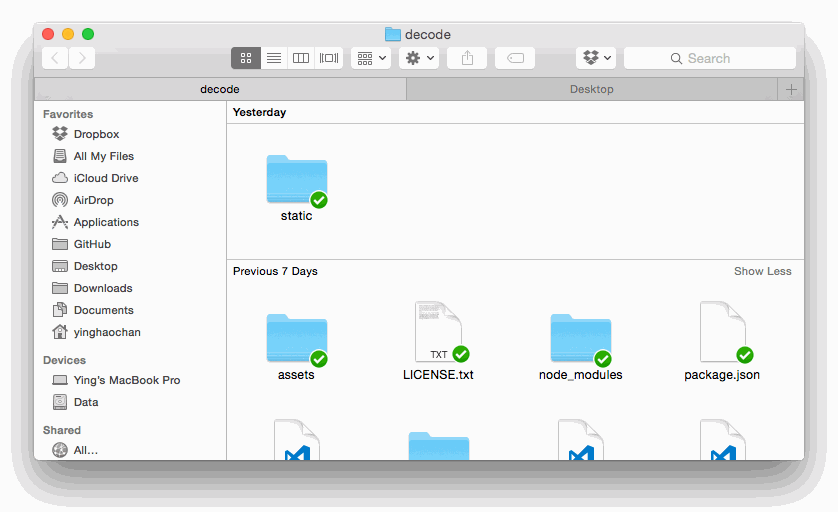 decode
Search
decode
Desktop
Favorites
Dropbox
All My Files
iCloud Drive
AirDrop
Applications
GitHub
Desktop
Downloads
Documents
yinghaochan
Devices
Ying's MacBook Pro
Data
Shared
All...
Yesterday
static
Previous 7 Days
Show Less
TXT
assets
LICENSE.txt
node_modules
package.json